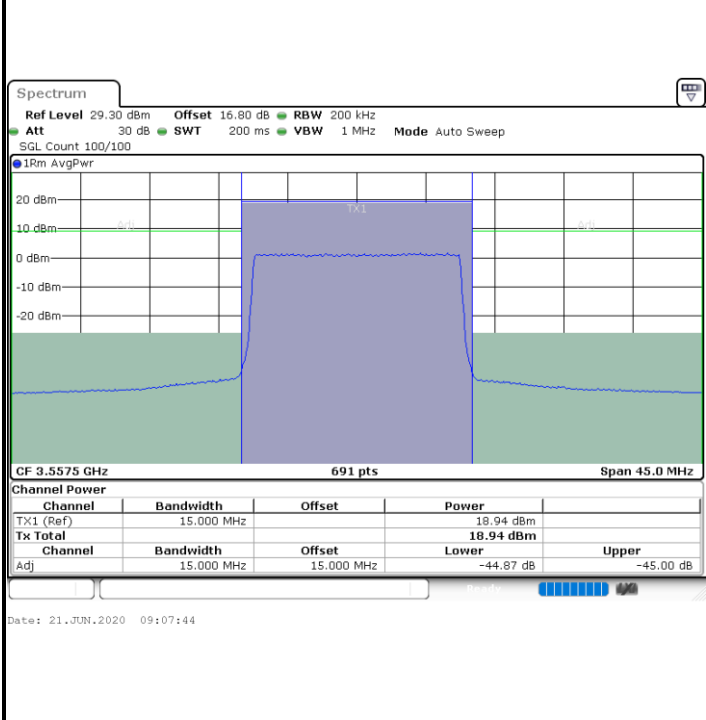 Spectrum
Ref Level 29.30 dBm Offset 16.80 dB RBW 200 kHz
Att 30 dB SWT 200 ms VBW 1 MHz Mode Auto Sweep
SGL Count 100/100
1Rm AvgPwr
20 dBm
TX1
10 dBm Adj Adj
0 dBm
-10 dBm
-20 dBm
CF 3.5575 GHz 691 pts Span 45.0 MHz
Channel Power
Channel Bandwidth Offset Power
TX1 (Ref) 15.000 MHz 18.94 dBm
Tx Total 18.94 dBm
Channel Bandwidth Offset Lower Upper
Adj 15.000 MHz 15.000 MHz -44.87 dB -45.00 dB
Ready
Date: 21.JUN.2020 09:07:44